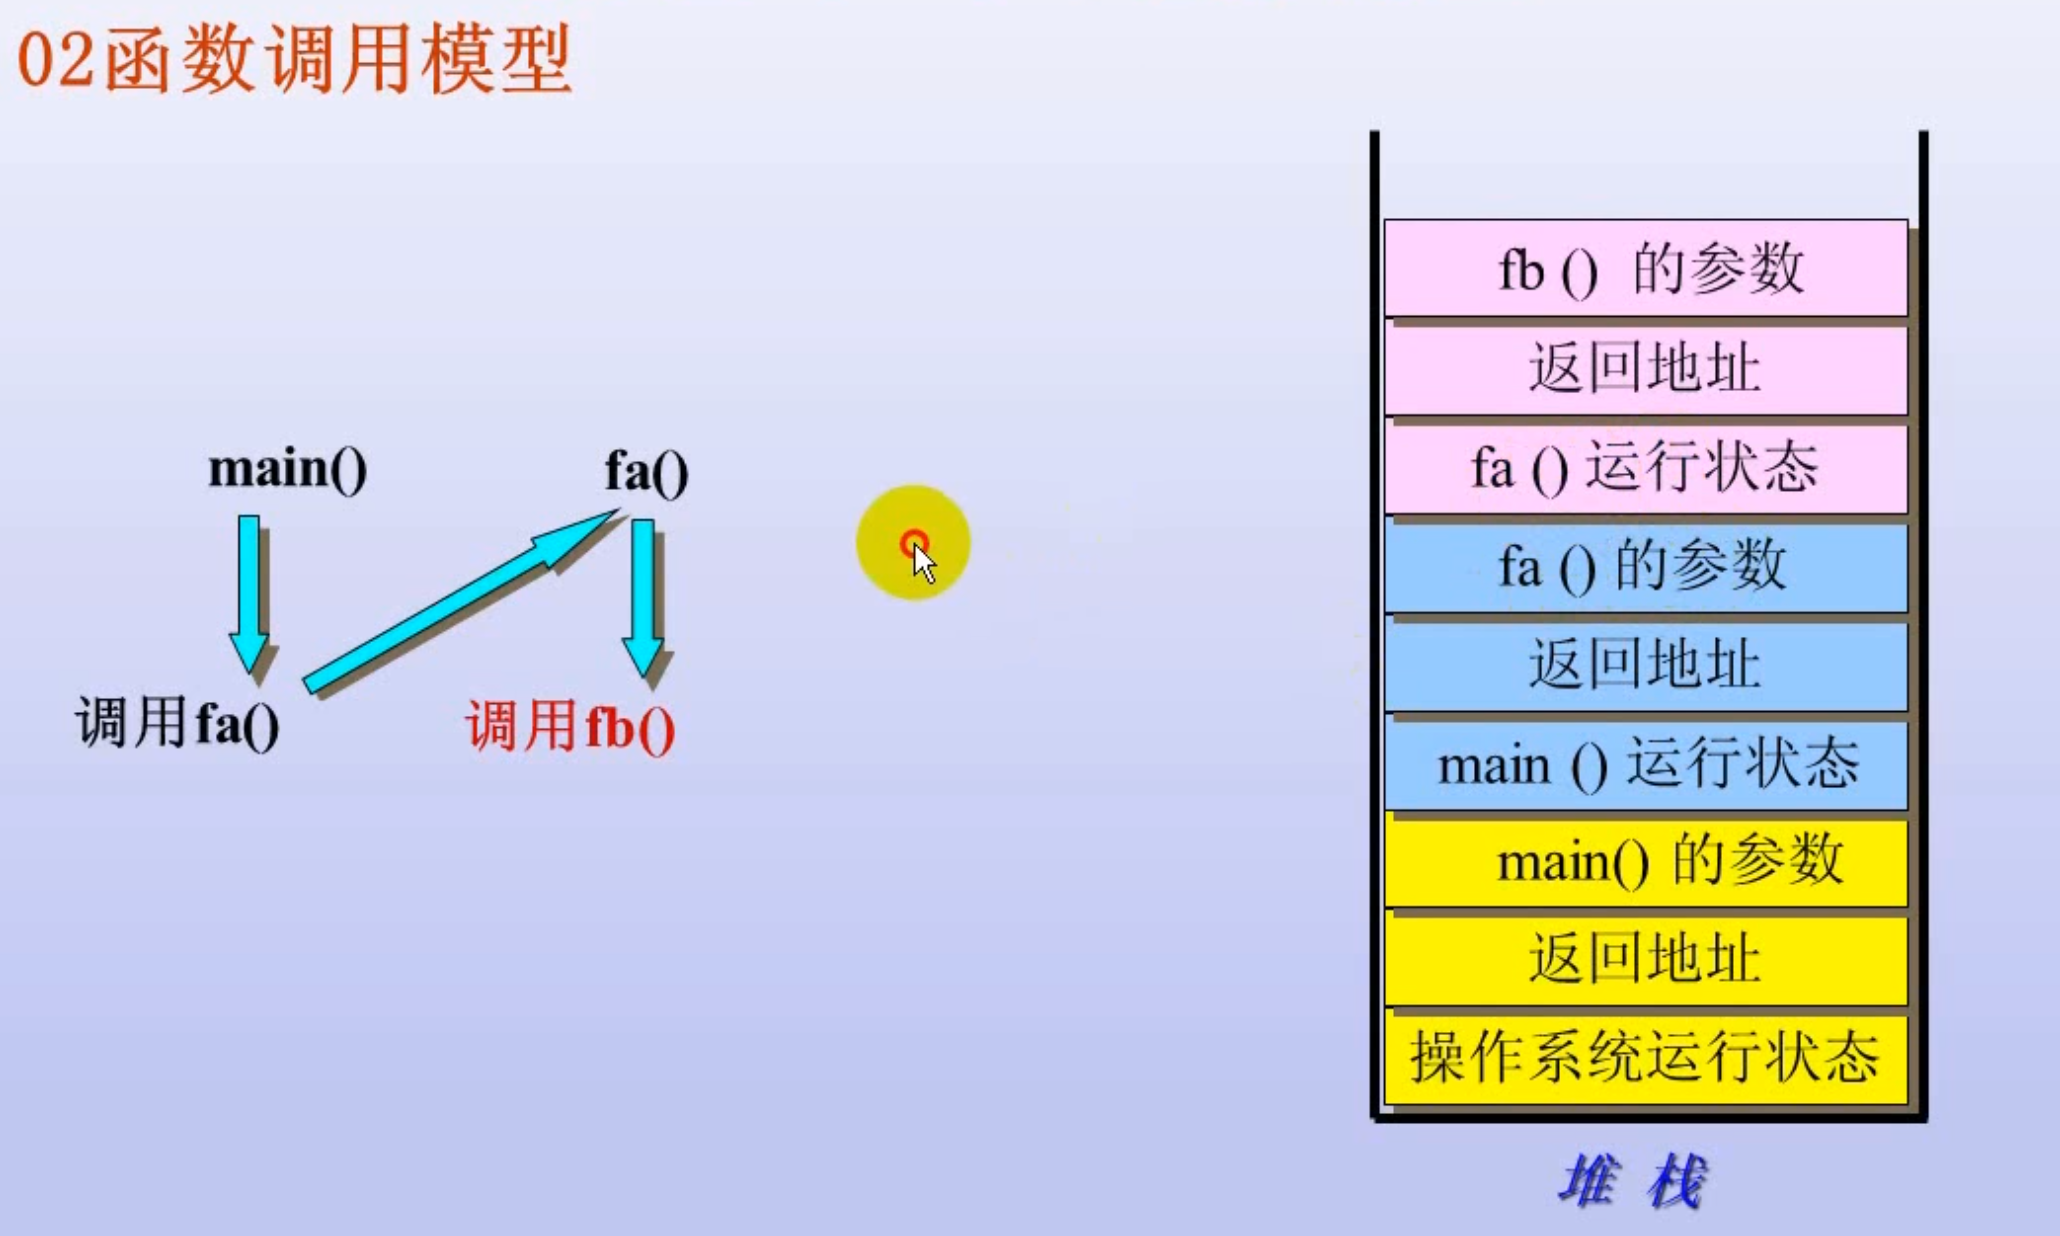 02函数调用模型
main()
fa()
调用fa()
调用fb()
fb () 的参数
返回地址
fa () 运行状态
fa () 的参数
返回地址
main () 运行状态
main() 的参数
返回地址
操作系统运行状态
堆 栈